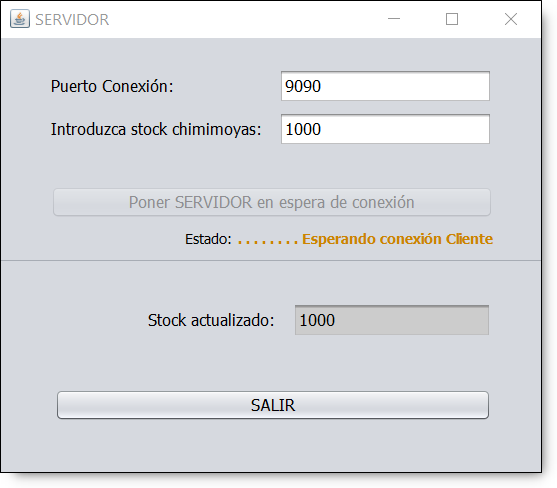 SERVIDOR
Puerto Conexión: 9090
Introduzca stock chimimoyas: 1000
Poner SERVIDOR en espera de conexión
Estado: . . . . . . . . Esperando conexión Cliente
Stock actualizado: 1000
SALIR